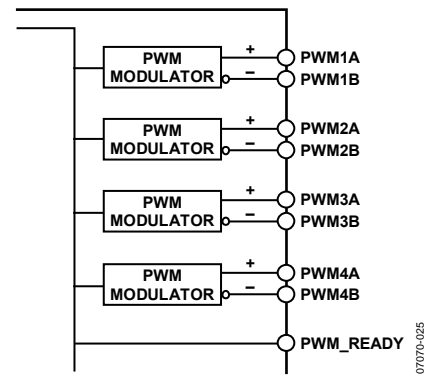 PWM
MODULATOR
+
−
PWM1A
PWM1B
PWM
MODULATOR
+
−
PWM2A
PWM2B
PWM
MODULATOR
+
−
PWM3A
PWM3B
PWM
MODULATOR
+
−
PWM4A
PWM4B
PWM_READY
07070-025